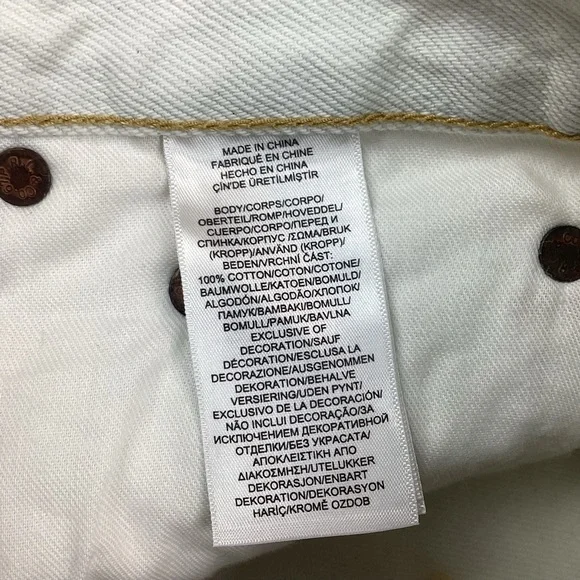 MADE IN CHINA
FABRIQUÉ EN CHINE
HECHO EN CHINA
ÇİN'DE ÜRETİLMİŞTİR
BODY/CORPS/CORPO/
OBERTEIL/ROMP/HOVEDDEL/
CUERPO/CORPO/ПЕРЕД И
СПИНКА/КОРПУС /ΣΩΜΑ/BRUK
(KROPP)/ANVÄND (KROPP)/
BEDEN/VRCHNÍ ČÁST:
100% COTTON/COTON/COTONE/
BAUMWOLLE/KATOEN/BOMULD/
ALGODÓN/ALGODÃO/ХЛОПОК/
ПАМУК/ΒΑΜΒΑΚΙ/BOMULL/
BOMULL/PAMUK/BAVLNA
EXCLUSIVE OF
DECORATION/SAUF
DÉCORATION/ESCLUSA LA
DECORAZIONE/AUSGENOMMEN
DEKORATION/BEHALVE
VERSIERING/UDEN PYNT/
EXCLUSIVO DE LA DECORACIÓN/
NÃO INCLUI DECORAÇÃO/ЗА
ИСКЛЮЧЕНИЕМ ДЕКОРАТИВНОЙ
ОТДЕЛКИ/БЕЗ УКРАСАТА/
ΑΠΟΚΛΕΙΣΤΙΚΗ ΑΠΟ
ΔΙΑΚΟΣΜΗΣΗ/UTELUKKER
DEKORASJON/ENBART
DEKORATION/DEKORASYON
HARİÇ/KROMĚ OZDOB